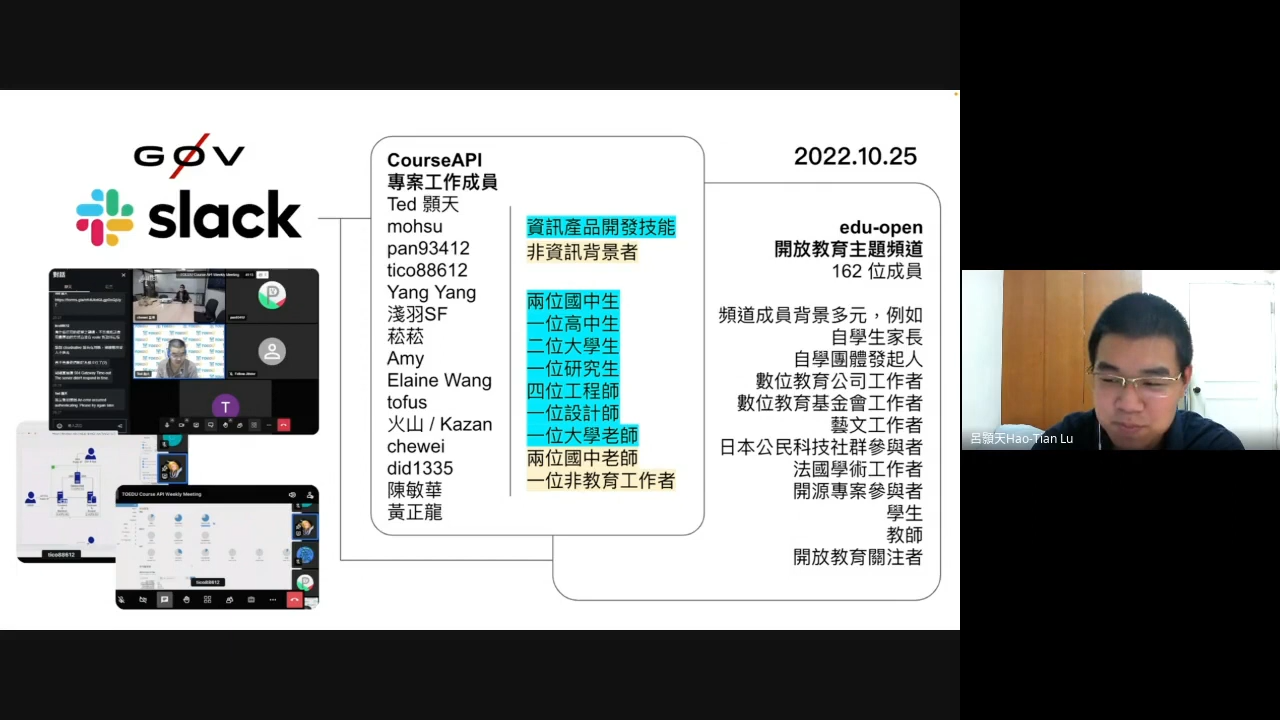 GØV
slack
對話
TOEDU Course API Weekly Meeting
T
tico88612
TOEDU Course API Weekly Meeting
tico88612
CourseAPI
專案工作成員
Ted 顥天
mohsu
pan93412
tico88612
Yang Yang
淺羽SF
菘菘
Amy
Elaine Wang
tofus
火山 / Kazan
chewei
did1335
陳敏華
黃正龍
資訊產品開發技能
非資訊背景者
兩位國中生
一位高中生
二位大學生
一位研究生
四位工程師
一位設計師
一位大學老師
兩位國中老師
一位非教育工作者
2022.10.25
edu-open
開放教育主題頻道
162 位成員
頻道成員背景多元，例如
自學生家長
自學團體發起人
數位教育公司工作者
數位教育基金會工作者
藝文工作者
日本公民科技社群參與者
法國學術工作者
開源專案參與者
學生
教師
開放教育關注者
呂顥天Hao-Tian Lu